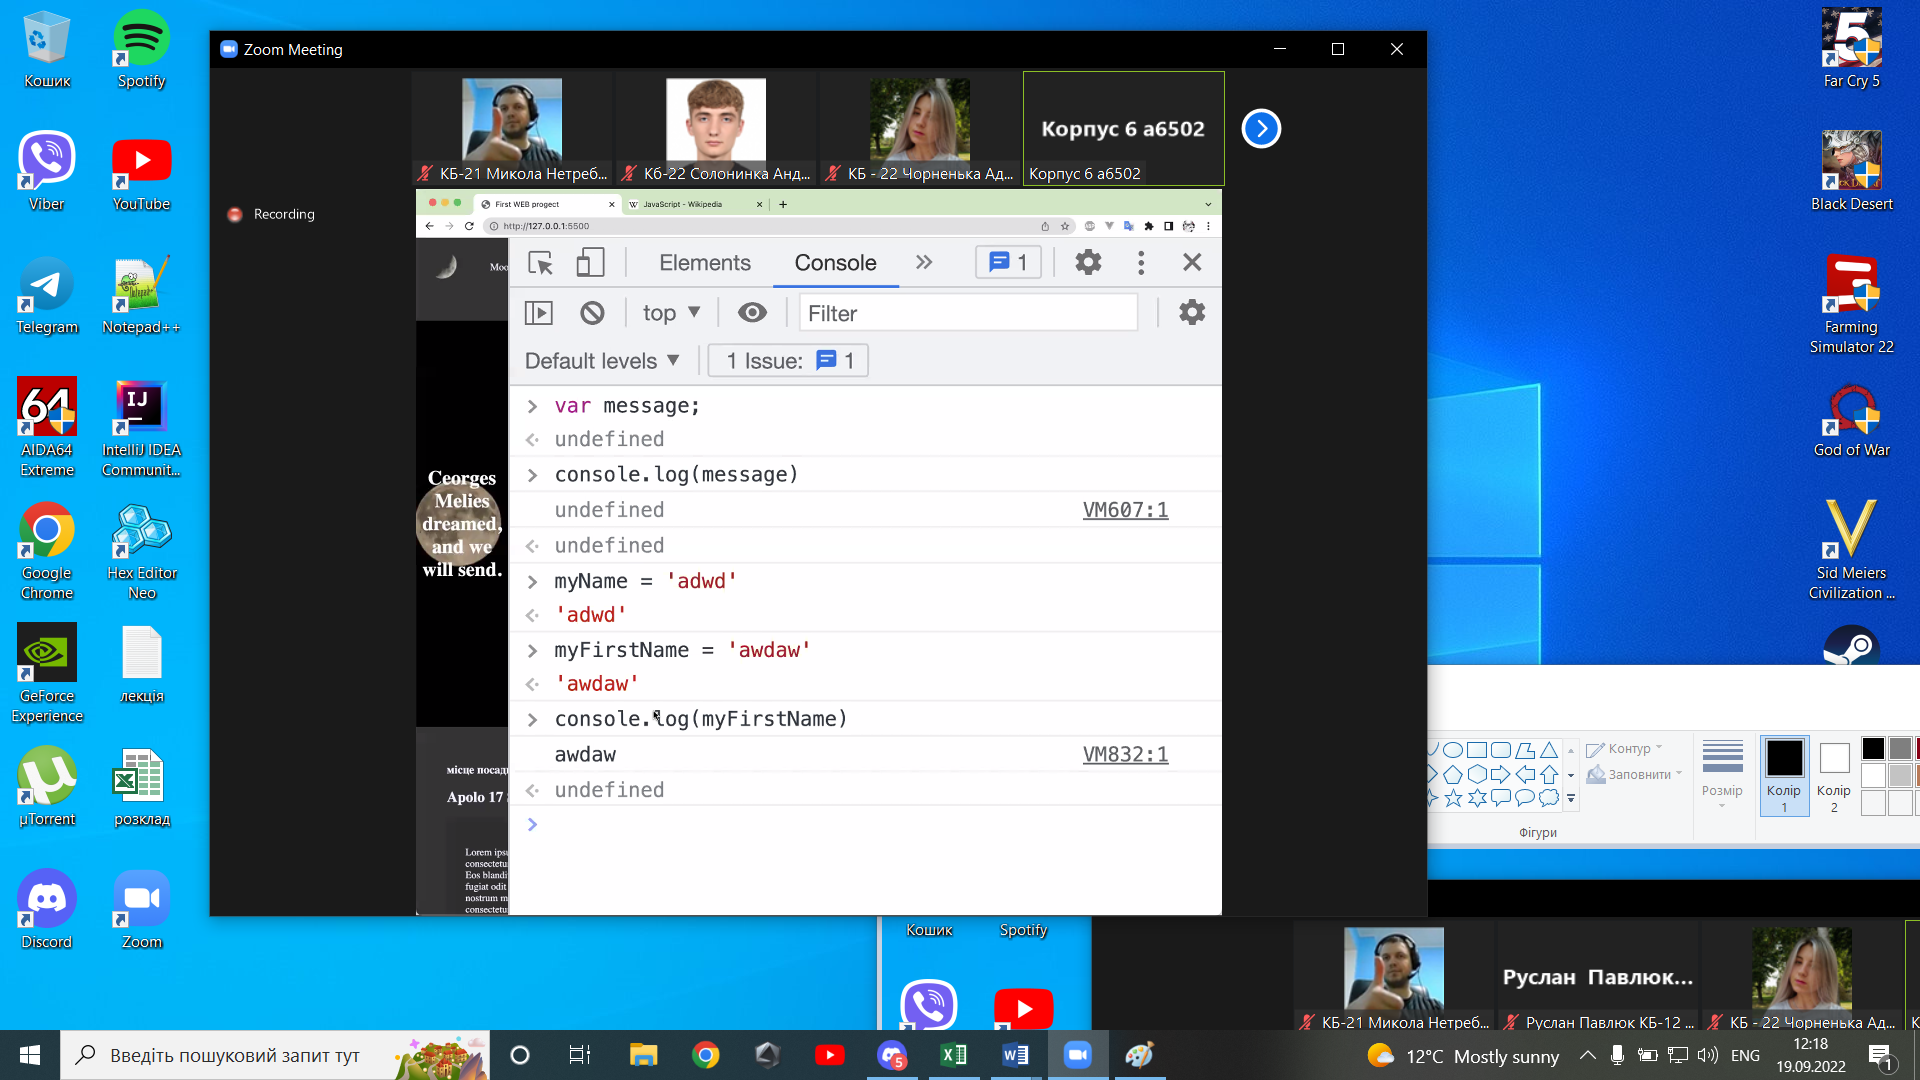 Кошик
Spotify
Viber
YouTube
Telegram
Notepad++
AIDA64
Extreme
IntelliJ IDEA
Communit...
Google
Chrome
Hex Editor
Neo
GeForce
Experience
лекція
µTorrent
розклад
Discord
Zoom
Zoom Meeting
Корпус 6 а6502
КБ-21 Микола Нетреб...
Кб-22 Солонинка Анд...
КБ - 22 Чорненька Ад...
Корпус 6 а6502
Recording
First WEB progect
JavaScript - Wikipedia
http://127.0.0.1:5500
Moo
Elements
Console
1
top
Filter
Default levels
1 Issue:
1
var message;
undefined
console.log(message)
undefined
VM607:1
undefined
myName = 'adwd'
'adwd'
myFirstName = 'awdaw'
'awdaw'
console.log(myFirstName)
awdaw
VM832:1
undefined
Ceorges
Melies
dreamed,
and we
will send.
місце посад
Apolo 17
Lorem ipsu
consectetu
Eos blandi
fugiat odit
nostrum m
consectetu
Far Cry 5
Black Desert
Farming
Simulator 22
God of War
Sid Meiers
Civilization ...
Контур
Заповнити
Фігури
Розмір
Колір
1
Колір
2
Кошик
Spotify
Руслан Павлюк...
КБ-21 Микола Нетреб...
Руслан Павлюк КБ-12 ...
КБ - 22 Чорненька Ад...
Введіть пошуковий запит тут
5
12°C Mostly sunny
ENG
12:18
19.09.2022
1